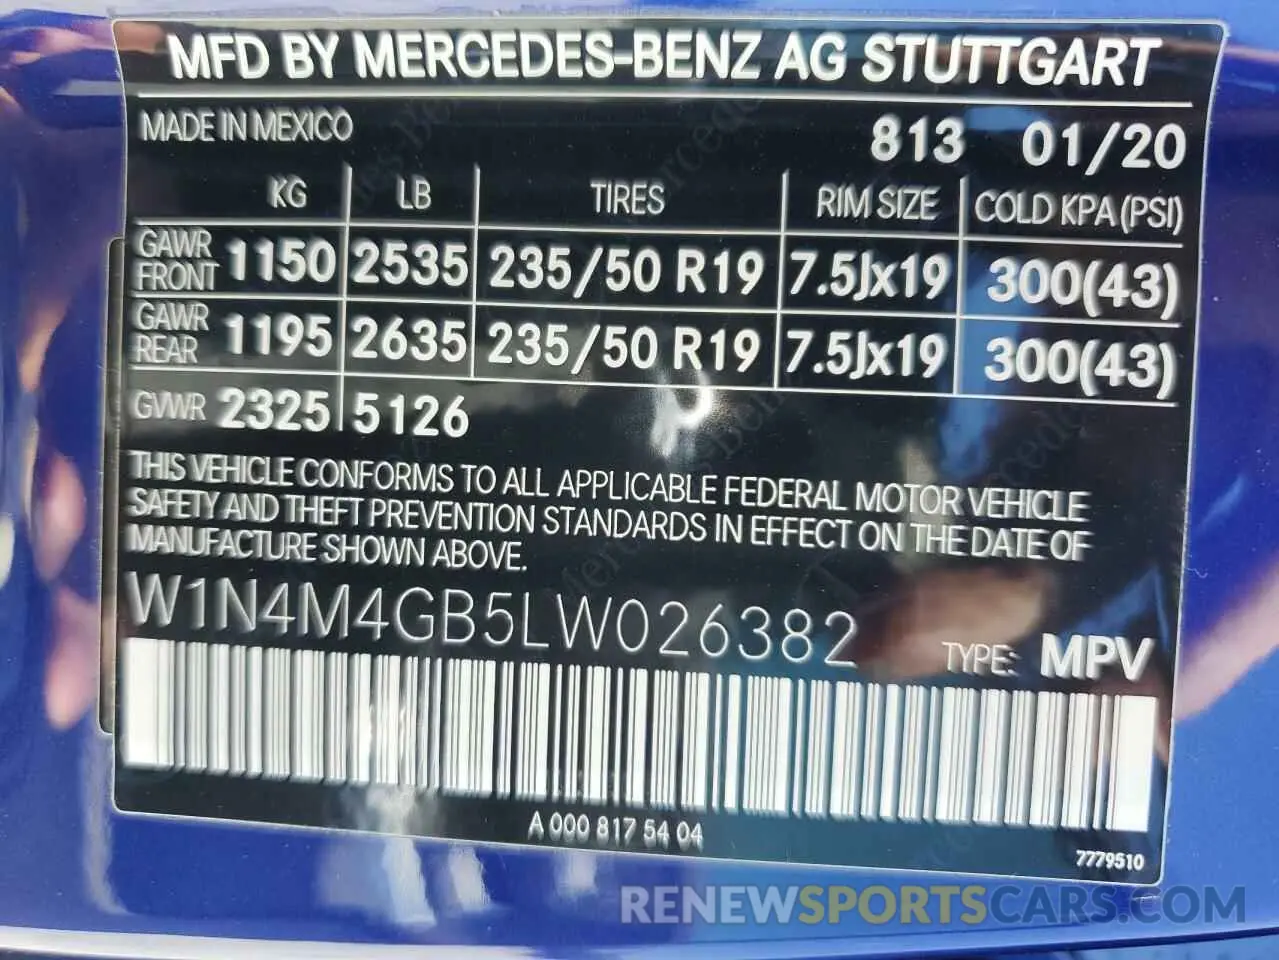 MFD BY MERCEDES-BENZ AG STUTTGART
MADE IN MEXICO 813 01/20
KG LB TIRES RIM SIZE COLD KPA (PSI)
GAWR FRONT 1150 2535 235/50 R19 7.5Jx19 300(43)
GAWR REAR 1195 2635 235/50 R19 7.5Jx19 300(43)
GVWR 2325 5126
THIS VEHICLE CONFORMS TO ALL APPLICABLE FEDERAL MOTOR VEHICLE
SAFETY AND THEFT PREVENTION STANDARDS IN EFFECT ON THE DATE OF
MANUFACTURE SHOWN ABOVE.
W1N4M4GB5LW026382 TYPE: MPV
A 000 817 54 04
7779510
RENEWSPORTSCARS.COM